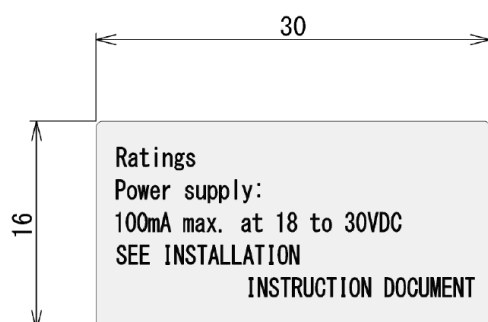 30
16
Ratings
Power supply:
100mA max. at 18 to 30VDC
SEE INSTALLATION
INSTRUCTION DOCUMENT